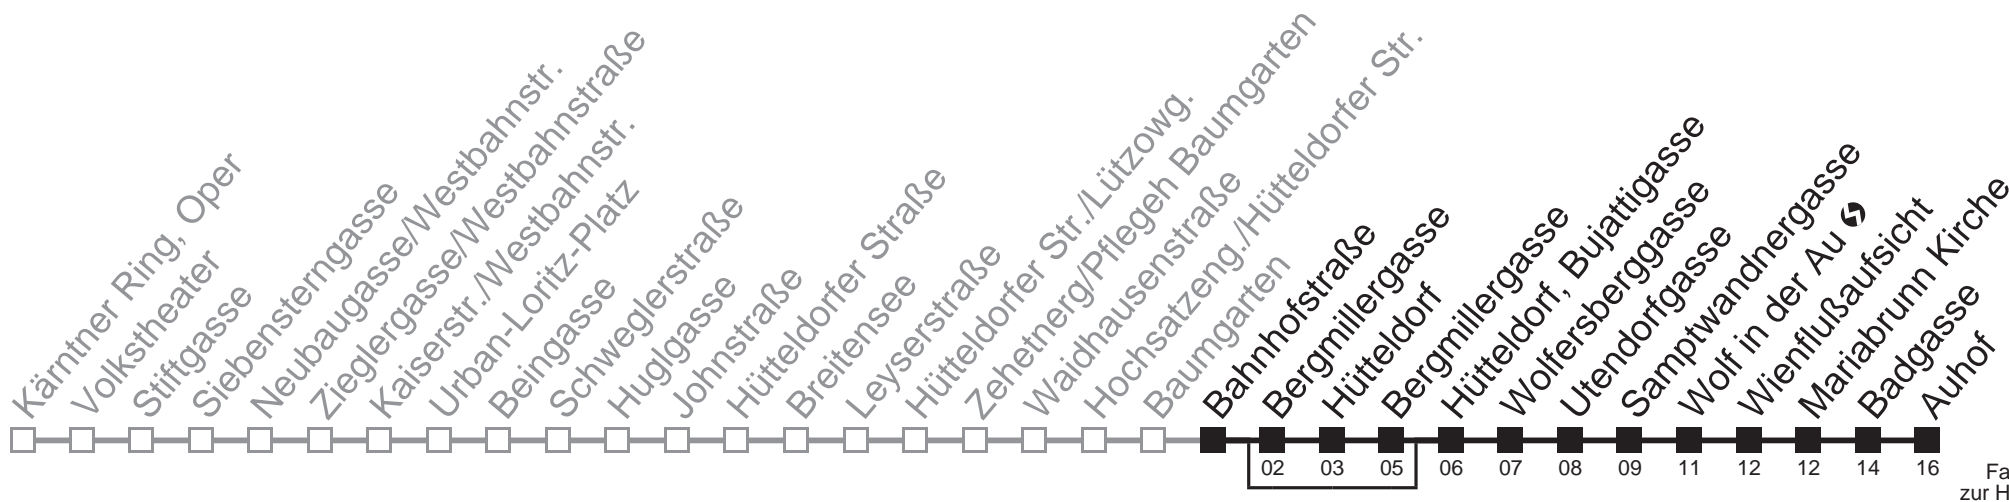 Kärntner Ring, Oper
Volkstheater
Stiftgasse
Siebensterngasse
Neubaugasse/Westbahnstr.
Zieglergasse/Westbahnstraße
Kaiserstr./Westbahnstr.
Urban-Loritz-Platz
Beingasse
Schweglerstraße
Huglgasse
Johnstraße
Hütteldorfer Straße
Breitensee
Leyserstraße
Hütteldorfer Str./Lützowg.
Zehetnerg/Pflegeh Baumgarten
Waidhausenstraße
Hochsatzeng./Hütteldorfer Str.
Baumgarten
Bahnhofstraße
Bergmillergasse
Hütteldorf
Bergmillergasse
Hütteldorf, Bujattigasse
Wolfersberggasse
Utendorfgasse
Samptwandnergasse
Wolf in der Au
Wienflußaufsicht
Mariabrunn Kirche
Badgasse
Auhof
02 03 05 06 07 08 09 11 12 12 14 16
Fa
zur H